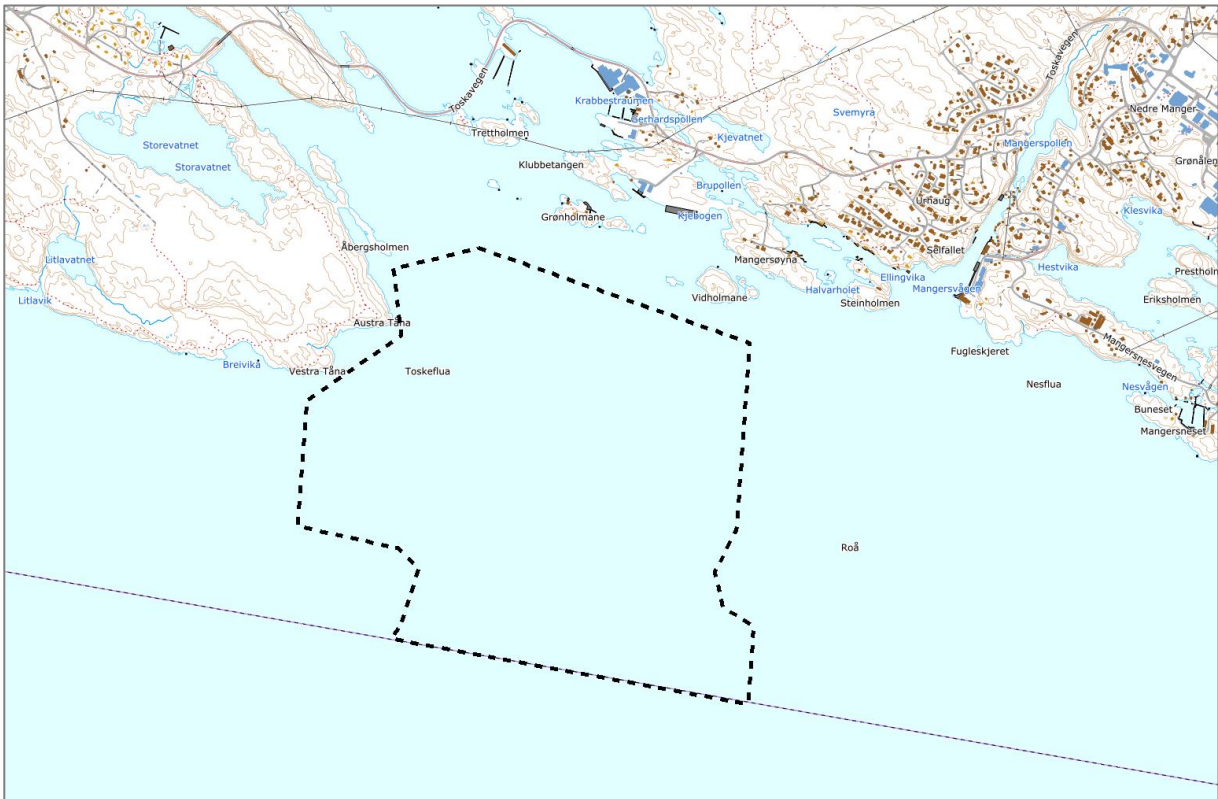 Toskavegen
Toskavegen
Krabbestraumen
Nedre Manger
Svemyra
Gerhardspollen
Trettholmen
Kjevatnet
Mangerspollen
Storevatnet
Grønålen
Klubbetangen
Storavatnet
Brupollen
Urhaug
Klesvika
Grønholmane
Kjebogen
Åbergsholmen
Selfallet
Litlavatnet
Mangersøyna
Hestvika
Prestholm
Ellingvika
Halvarholet
Mangersvågen
Litlavik
Vidholmane
Steinholmen
Eriksholmen
Austra Tåna
Mangersnesvegen
Fugleskjeret
Breivikå
Vestra Tåna
Toskeflua
Nesflua
Nesvågen
Buneset
Mangersneset
Roå